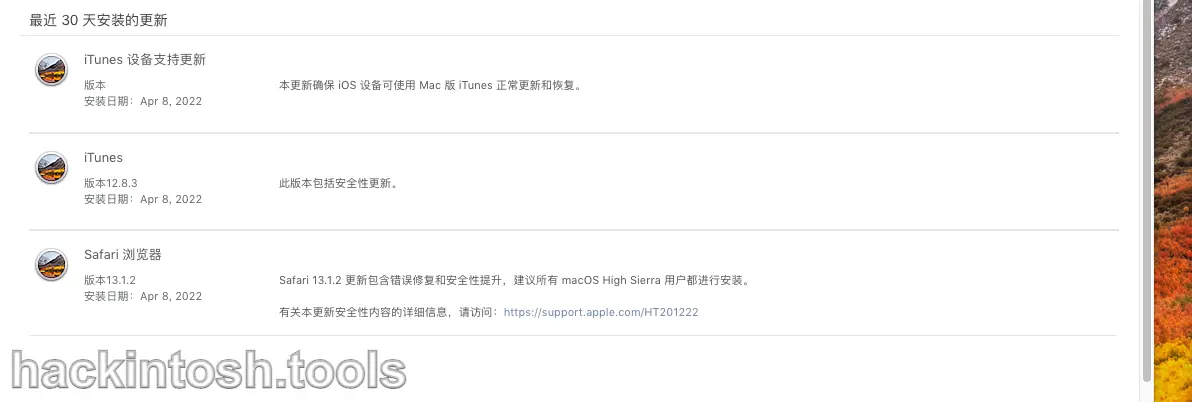 最近 30 天安装的更新
iTunes 设备支持更新
版本
本更新确保 iOS 设备可使用 Mac 版 iTunes 正常更新和恢复。
安装日期：Apr 8, 2022
iTunes
版本12.8.3
此版本包括安全性更新。
安装日期：Apr 8, 2022
Safari 浏览器
版本13.1.2
Safari 13.1.2 更新包含错误修复和安全性提升，建议所有 macOS High Sierra 用户都进行安装。
安装日期：Apr 8, 2022
有关本更新安全性内容的详细信息，请访问：https://support.apple.com/HT201222
hackintosh.tools